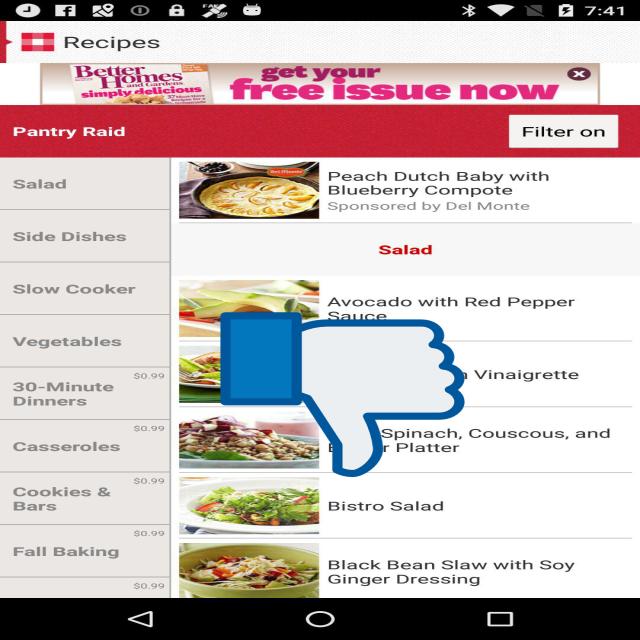 7:41
Recipes
Better Homes and Gardens
simply delicious
get your
free issue now
Pantry Raid
Filter on
Salad
Side Dishes
Slow Cooker
Vegetables
$0.99
30-Minute
Dinners
$0.99
Casseroles
$0.99
Cookies &
Bars
$0.99
Fall Baking
$0.99
Peach Dutch Baby with
Blueberry Compote
Sponsored by Del Monte
Salad
Avocado with Red Pepper
Sauce
Vinaigrette
Spinach, Couscous, and
Platter
Bistro Salad
Black Bean Slaw with Soy
Ginger Dressing